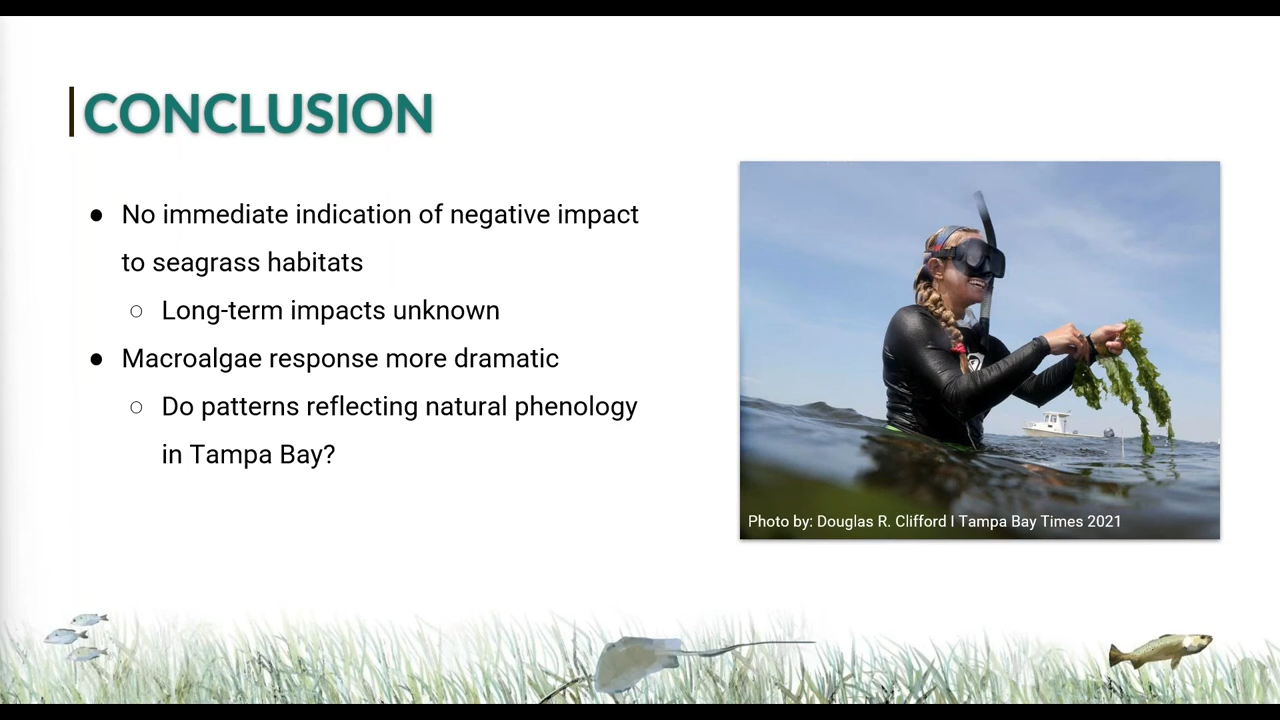 CONCLUSION
● No immediate indication of negative impact
to seagrass habitats
○ Long-term impacts unknown
● Macroalgae response more dramatic
○ Do patterns reflecting natural phenology
in Tampa Bay?
Photo by: Douglas R. Clifford I Tampa Bay Times 2021